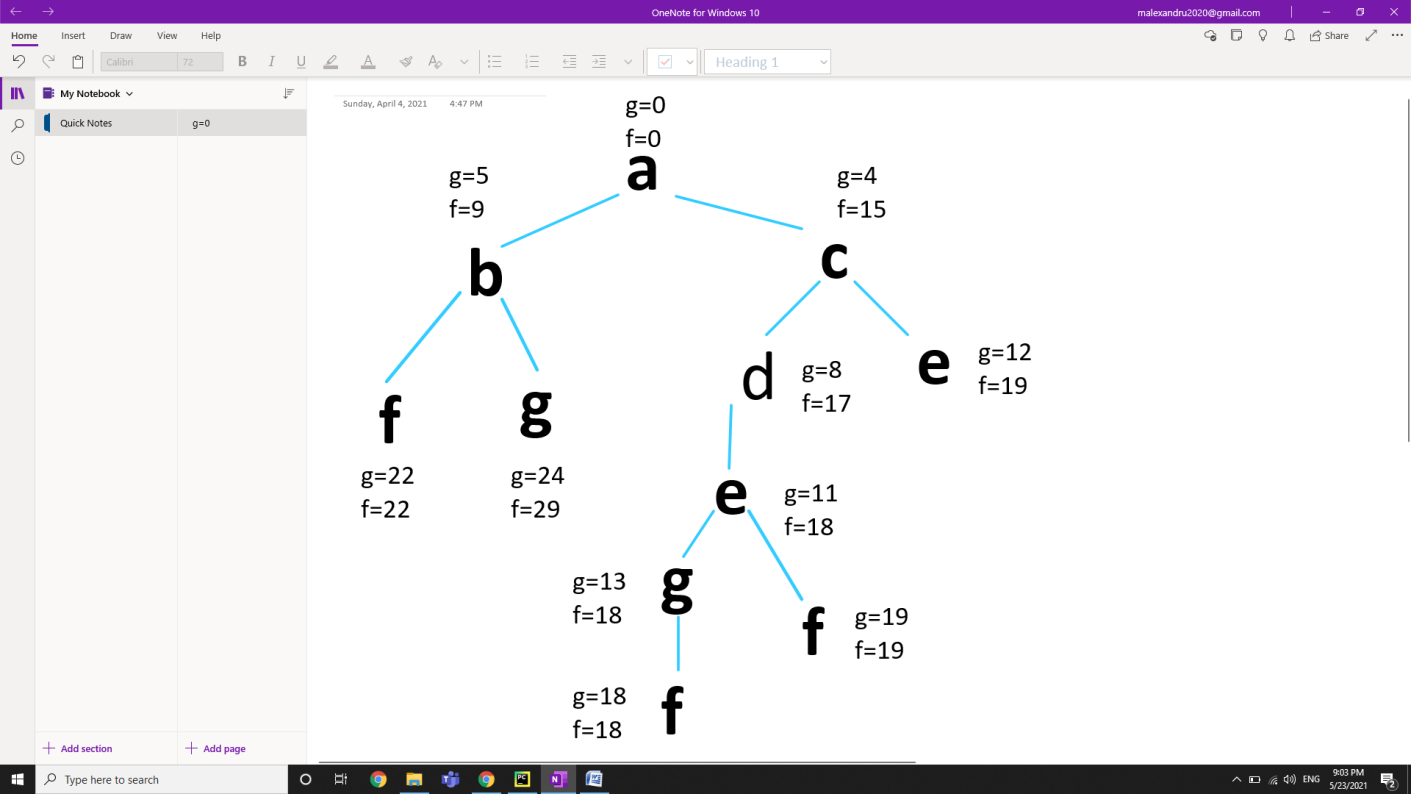 OneNote for Windows 10
malexandru2020@gmail.com
Home Insert Draw View Help
Share
Calibri 72 B I U A A Heading 1
My Notebook
Quick Notes
g=0
Sunday, April 4, 2021 4:47 PM
g=0
f=0
a
g=5
f=9
b
g=4
f=15
c
f
g=22
f=22
g
g=24
f=29
d
g=8
f=17
e
g=12
f=19
e
g=11
f=18
g=13
f=18
g
f
g=19
f=19
g=18
f=18
f
Add section
Add page
Type here to search
PC
N
W
ENG
9:03 PM
5/23/2021
2